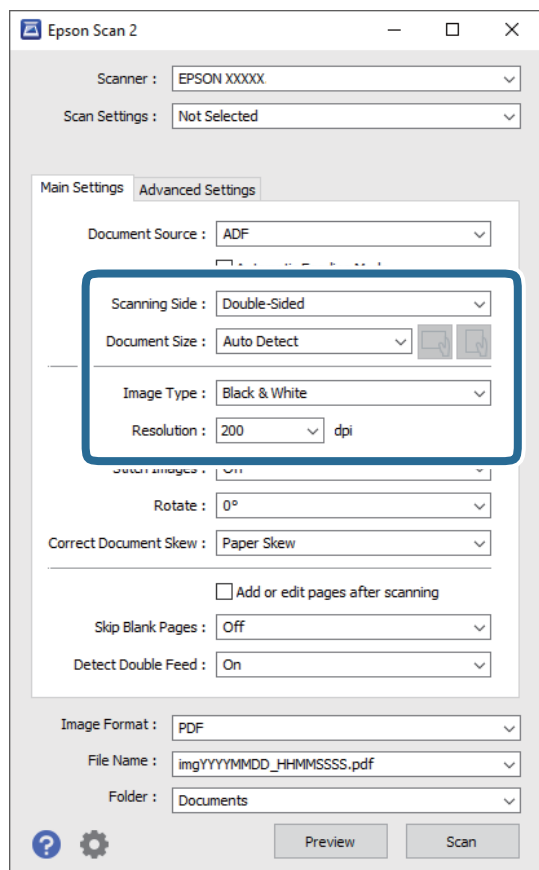 Epson Scan 2
Scanner : EPSON XXXXX
Scan Settings : Not Selected
Main Settings Advanced Settings
Document Source : ADF
Scanning Side : Double-Sided
Document Size : Auto Detect
Image Type : Black & White
Resolution : 200 dpi
Stitch Images : Off
Rotate : 0°
Correct Document Skew : Paper Skew
Add or edit pages after scanning
Skip Blank Pages : Off
Detect Double Feed : On
Image Format : PDF
File Name : imgYYYYMMDD_HHMMSSSS.pdf
Folder : Documents
? Preview Scan